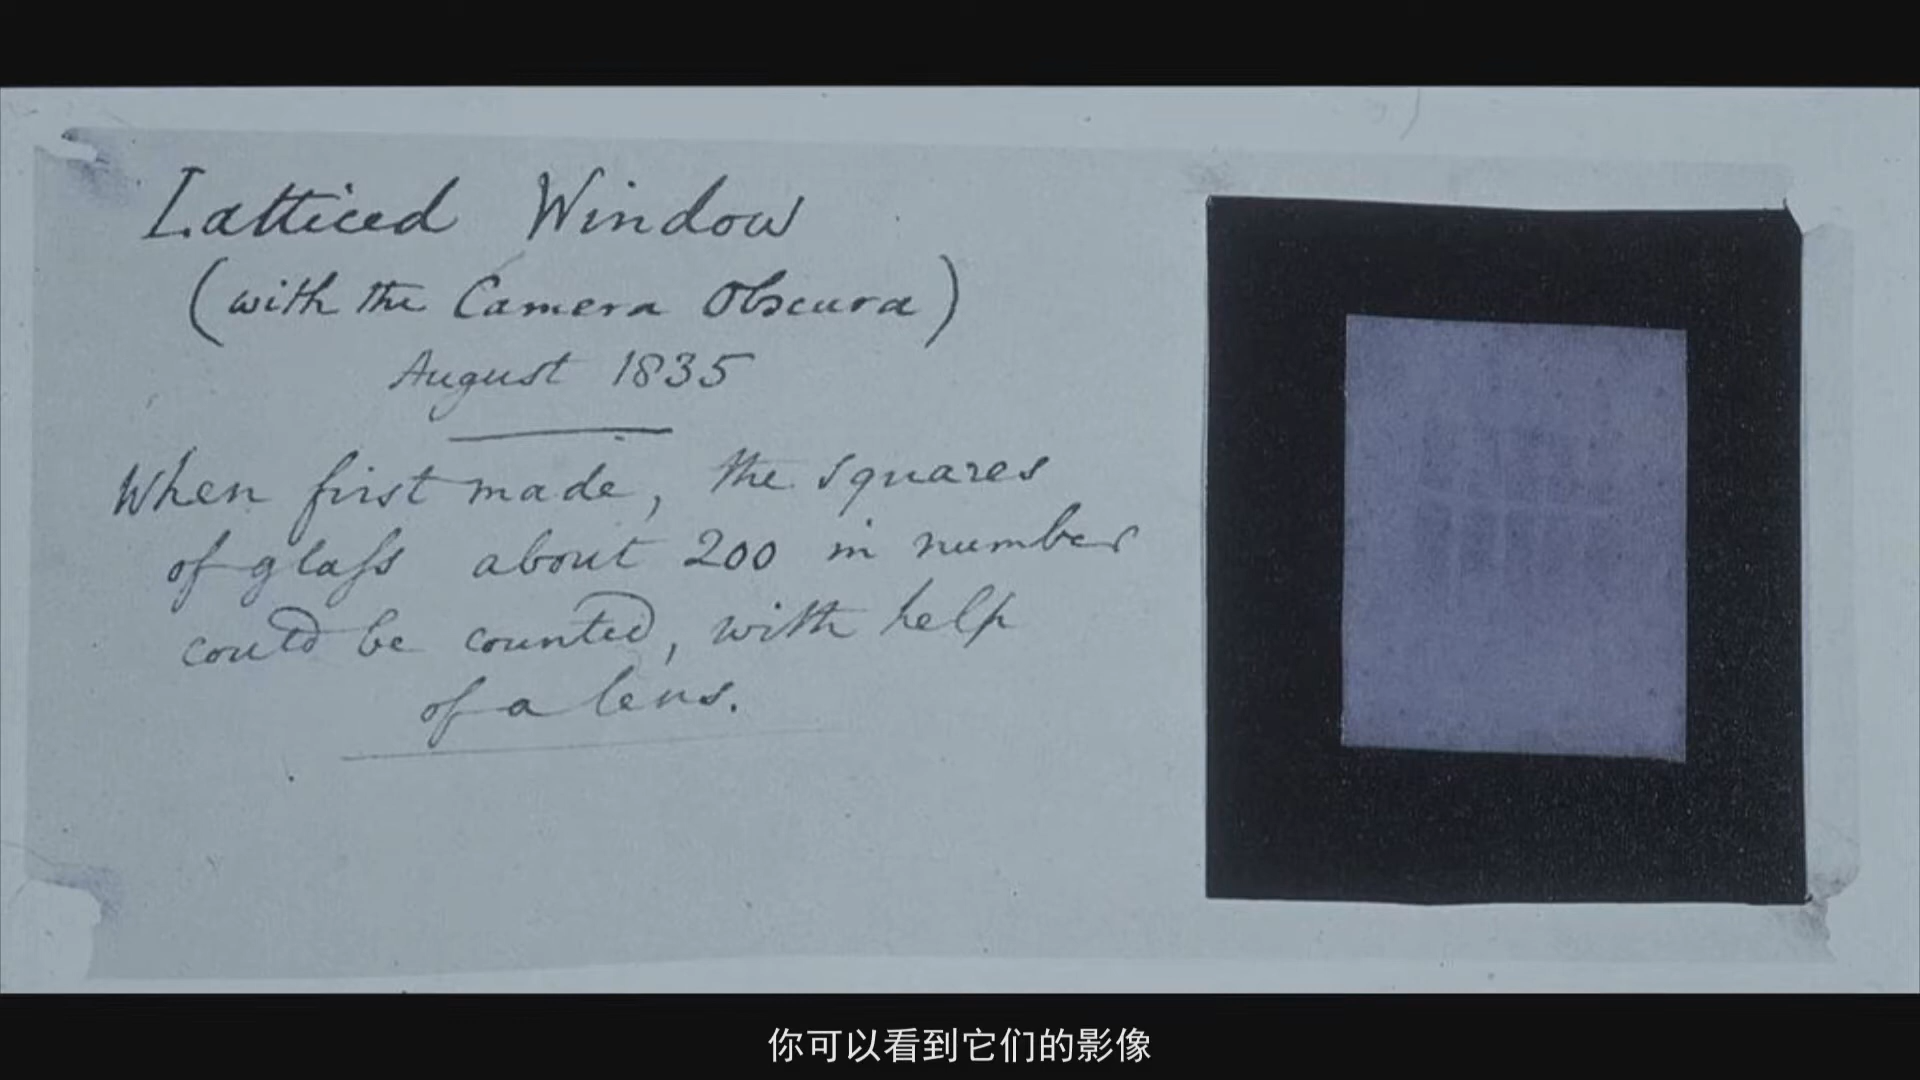 Latticed Window
(with the Camera Obscura)
August 1835
When first made, the squares
of glass about 200 in number
could be counted, with help
of a lens.
你可以看到它们的影像